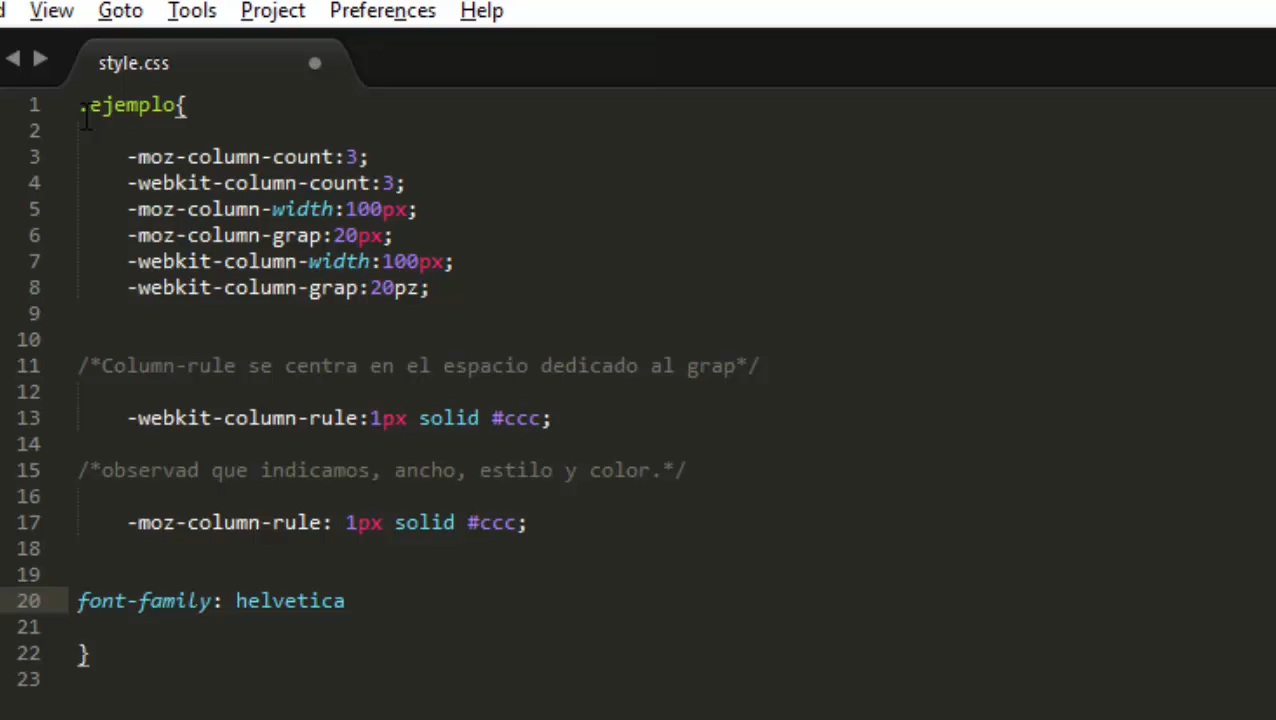 View Goto Tools Project Preferences Help
style.css
1 .ejemplo{
2
3 -moz-column-count:3;
4 -webkit-column-count:3;
5 -moz-column-width:100px;
6 -moz-column-grap:20px;
7 -webkit-column-width:100px;
8 -webkit-column-grap:20pz;
9
10
11 /*Column-rule se centra en el espacio dedicado al grap*/
12
13 -webkit-column-rule:1px solid #ccc;
14
15 /*observad que indicamos, ancho, estilo y color.*/
16
17 -moz-column-rule: 1px solid #ccc;
18
19
20 font-family: helvetica
21
22 }
23